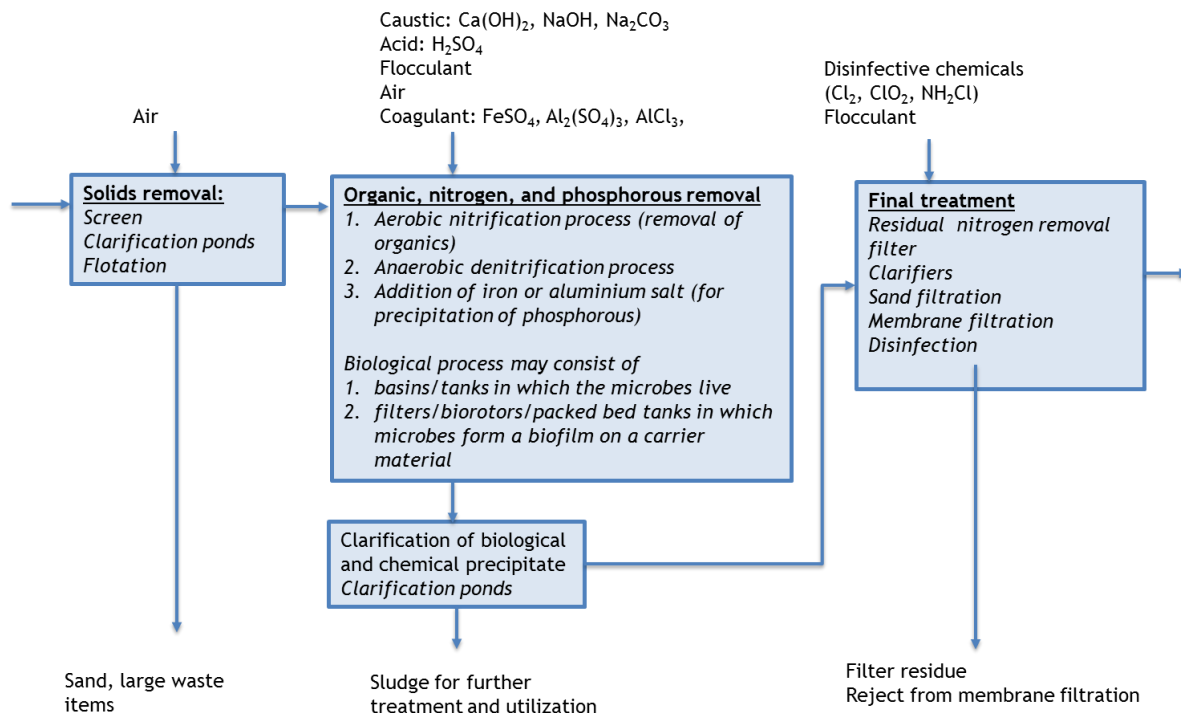 Caustic: Ca(OH)₂, NaOH, Na₂CO₃
Acid: H₂SO₄
Flocculant
Air
Coagulant: FeSO₄, Al₂(SO₄)₃, AlCl₃,
Disinfective chemicals
(Cl₂, ClO₂, NH₂Cl)
Flocculant
Air
Solids removal:
Screen
Clarification ponds
Flotation
Organic, nitrogen, and phosphorous removal
1. Aerobic nitrification process (removal of
organics)
2. Anaerobic denitrification process
3. Addition of iron or aluminium salt (for
precipitation of phosphorous)
Biological process may consist of
1. basins/tanks in which the microbes live
2. filters/biorotors/packed bed tanks in which
microbes form a biofilm on a carrier
material
Final treatment
Residual nitrogen removal
filter
Clarifiers
Sand filtration
Membrane filtration
Disinfection
Clarification of biological
and chemical precipitate
Clarification ponds
Sand, large waste
items
Sludge for further
treatment and utilization
Filter residue
Reject from membrane filtration